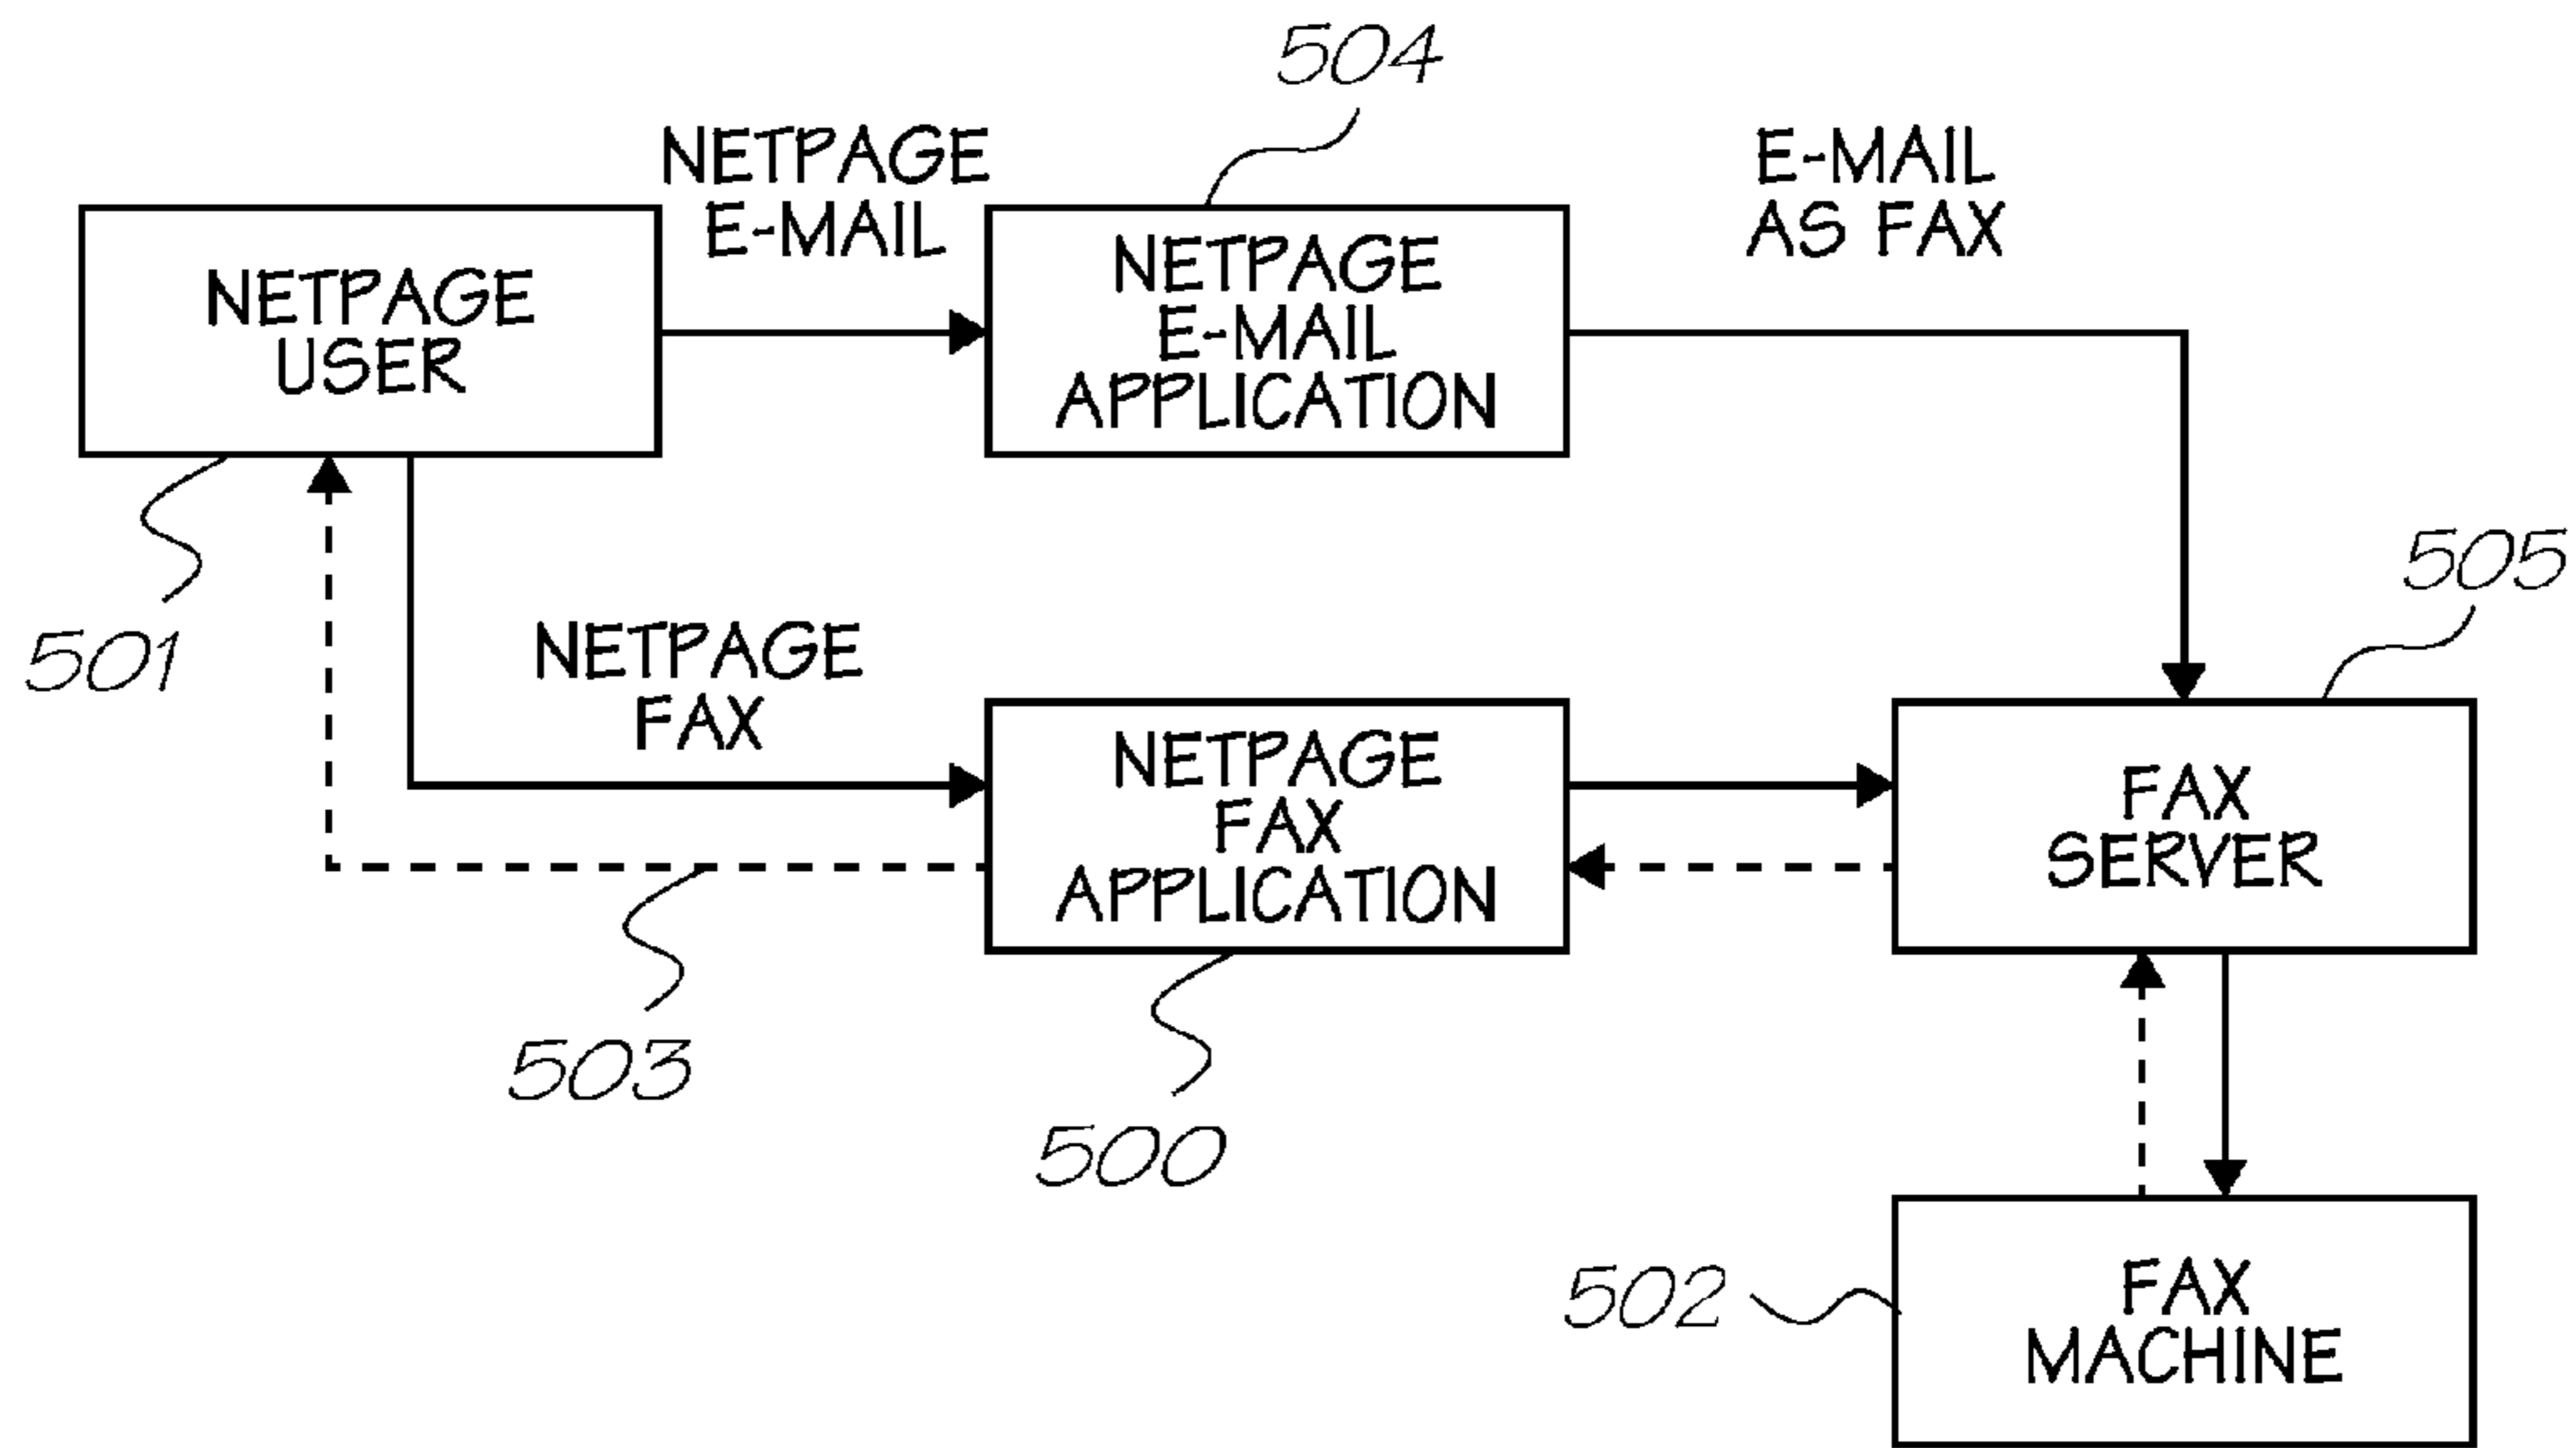 504
NETPAGE
E-MAIL
E-MAIL
AS FAX
NETPAGE
USER
NETPAGE
E-MAIL
APPLICATION
501
505
NETPAGE
FAX
NETPAGE
FAX
APPLICATION
FAX
SERVER
503
500
502
FAX
MACHINE